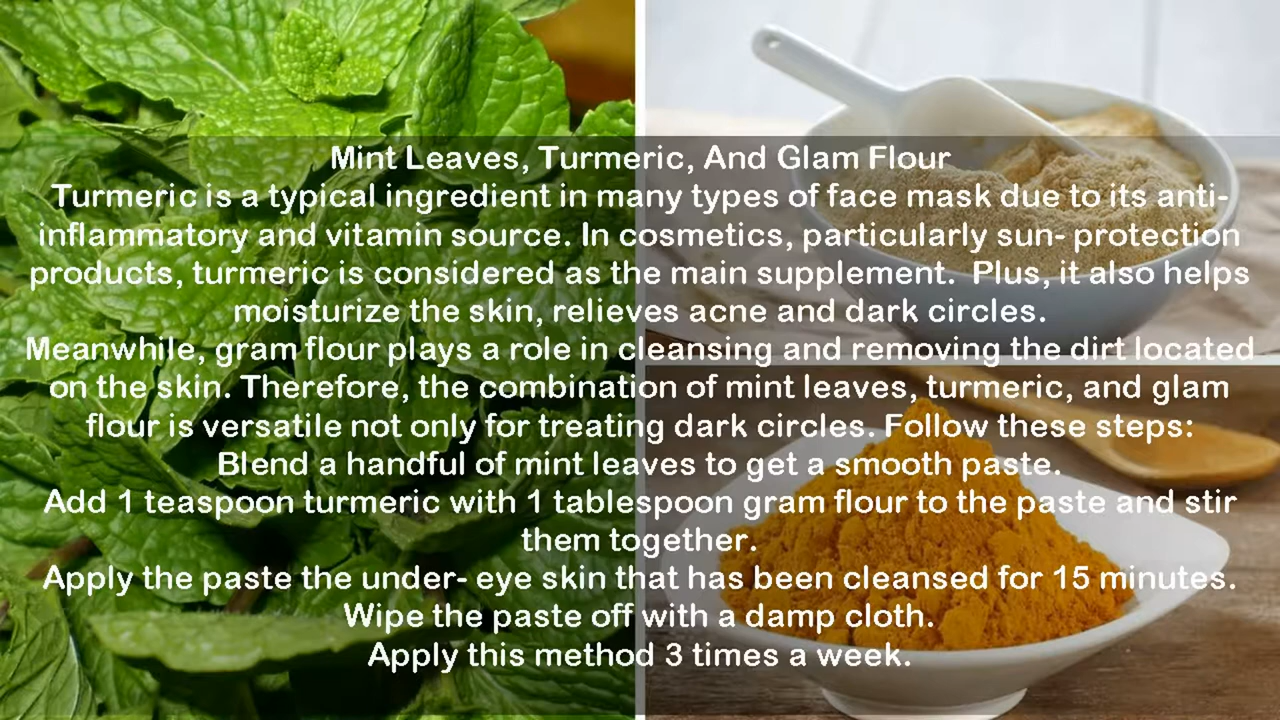 Mint Leaves, Turmeric, And Glam Flour
Turmeric is a typical ingredient in many types of face mask due to its anti-
inflammatory and vitamin source. In cosmetics, particularly sun- protection
products, turmeric is considered as the main supplement.  Plus, it also helps
moisturize the skin, relieves acne and dark circles.
Meanwhile, gram flour plays a role in cleansing and removing the dirt located
on the skin. Therefore, the combination of mint leaves, turmeric, and glam
flour is versatile not only for treating dark circles. Follow these steps:
Blend a handful of mint leaves to get a smooth paste.
Add 1 teaspoon turmeric with 1 tablespoon gram flour to the paste and stir
them together.
Apply the paste the under- eye skin that has been cleansed for 15 minutes.
Wipe the paste off with a damp cloth.
Apply this method 3 times a week.